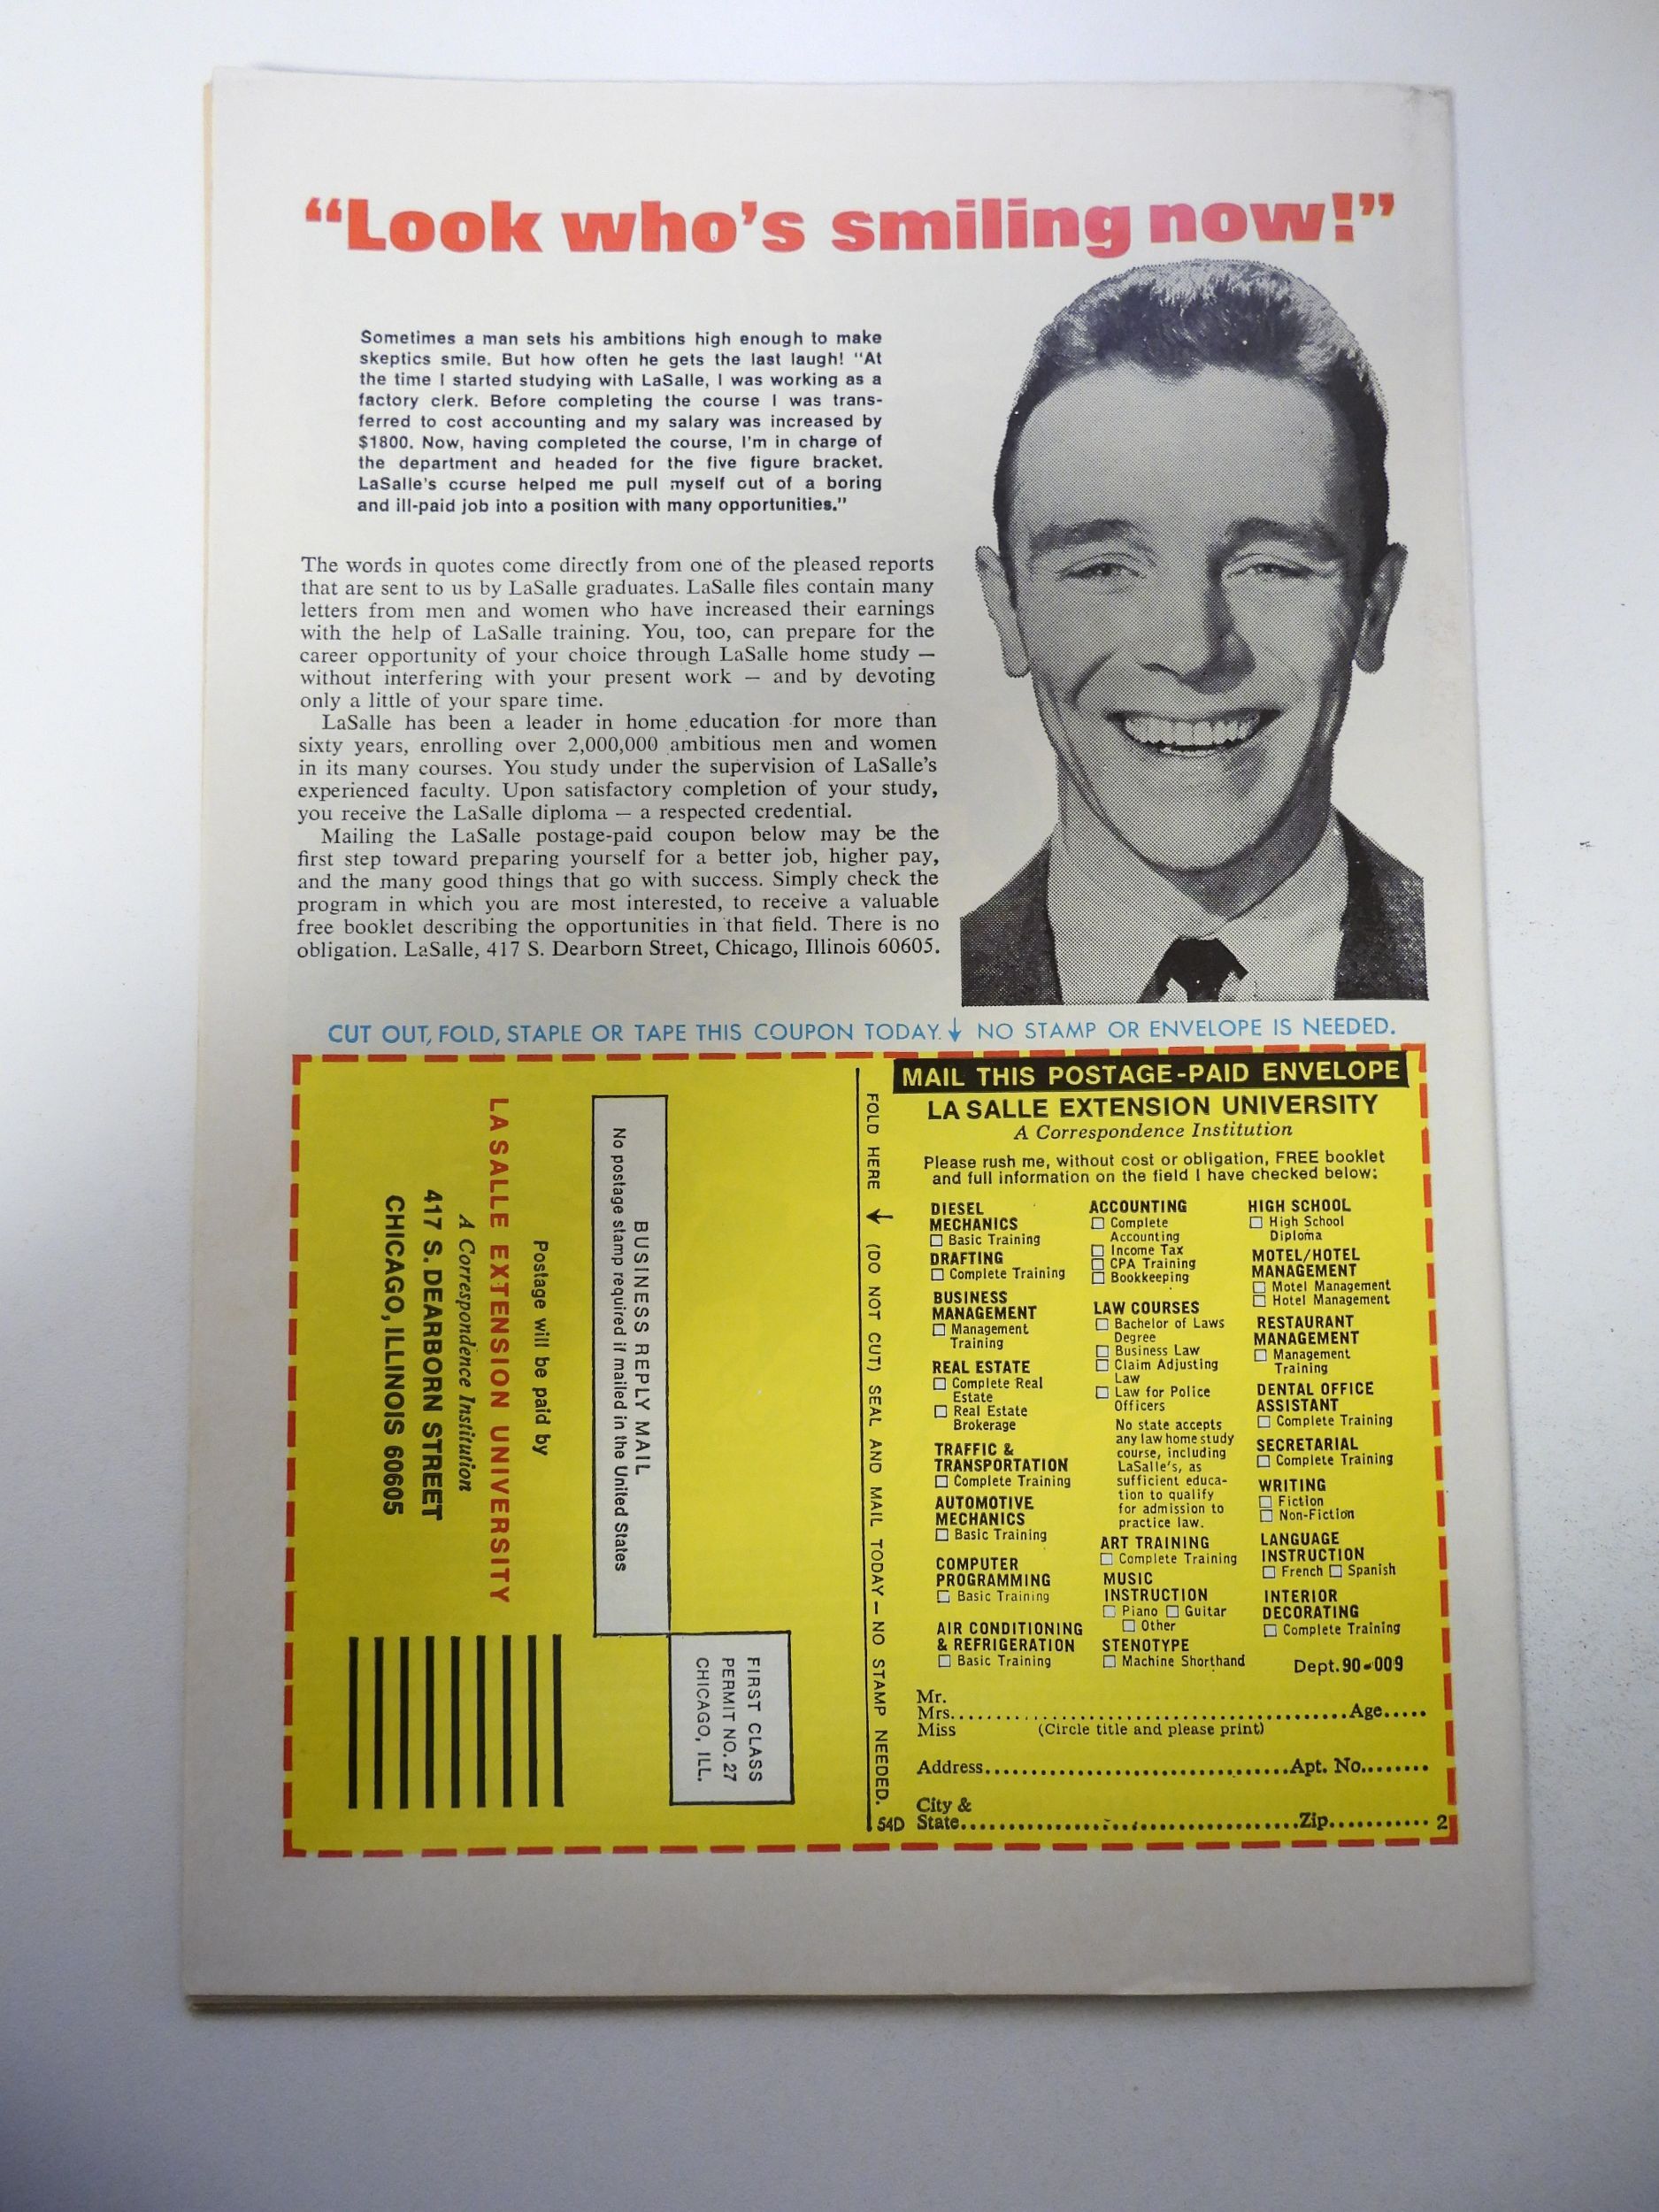 “Look who’s smiling now!”
Sometimes a man sets his ambitions high enough to make
skeptics smile. But how often he gets the last laugh! “At
the time I started studying with LaSalle, I was working as a
factory clerk. Before completing the course I was trans-
ferred to cost accounting and my salary was increased by
$1800. Now, having completed the course, I’m in charge of
the department and headed for the five figure bracket.
LaSalle’s course helped me pull myself out of a boring
and ill-paid job into a position with many opportunities.”
The words in quotes come directly from one of the pleased reports
that are sent to us by LaSalle graduates. LaSalle files contain many
letters from men and women who have increased their earnings
with the help of LaSalle training. You, too, can prepare for the
career opportunity of your choice through LaSalle home study —
without interfering with your present work — and by devoting
only a little of your spare time.
LaSalle has been a leader in home education for more than
sixty years, enrolling over 2,000,000 ambitious men and women
in its many courses. You study under the supervision of LaSalle’s
experienced faculty. Upon satisfactory completion of your study,
you receive the LaSalle diploma — a respected credential.
Mailing the LaSalle postage-paid coupon below may be the
first step toward preparing yourself for a better job, higher pay,
and the many good things that go with success. Simply check the
program in which you are most interested, to receive a valuable
free booklet describing the opportunities in that field. There is no
obligation. LaSalle, 417 S. Dearborn Street, Chicago, Illinois 60605.
CUT OUT, FOLD, STAPLE OR TAPE THIS COUPON TODAY.↓ NO STAMP OR ENVELOPE IS NEEDED.
FIRST CLASS
PERMIT NO. 27
CHICAGO, ILL.
BUSINESS REPLY MAIL
No postage stamp required if mailed in the United States
Postage will be paid by
LA SALLE EXTENSION UNIVERSITY
A Correspondence Institution
417 S. DEARBORN STREET
CHICAGO, ILLINOIS 60605
FOLD HERE ↓ (DO NOT CUT) SEAL AND MAIL TODAY — NO STAMP NEEDED.
MAIL THIS POSTAGE-PAID ENVELOPE
LA SALLE EXTENSION UNIVERSITY
A Correspondence Institution
Please rush me, without cost or obligation, FREE booklet
and full information on the field I have checked below:
DIESEL
MECHANICS
☐ Basic Training
DRAFTING
☐ Complete Training
BUSINESS
MANAGEMENT
☐ Management
Training
REAL ESTATE
☐ Complete Real
Estate
☐ Real Estate
Brokerage
TRAFFIC &
TRANSPORTATION
☐ Complete Training
AUTOMOTIVE
MECHANICS
☐ Basic Training
COMPUTER
PROGRAMMING
☐ Basic Training
AIR CONDITIONING
& REFRIGERATION
☐ Basic Training
ACCOUNTING
☐ Complete
Accounting
☐ Income Tax
☐ CPA Training
☐ Bookkeeping
LAW COURSES
☐ Bachelor of Laws
Degree
☐ Business Law
☐ Claim Adjusting
Law
☐ Law for Police
Officers
No state accepts
any law home study
course, including
LaSalle’s, as
sufficient educa-
tion to qualify
for admission to
practice law.
ART TRAINING
☐ Complete Training
MUSIC
INSTRUCTION
☐ Piano ☐ Guitar
☐ Other
STENOTYPE
☐ Machine Shorthand
HIGH SCHOOL
☐ High School
Diploma
MOTEL/HOTEL
MANAGEMENT
☐ Motel Management
☐ Hotel Management
RESTAURANT
MANAGEMENT
☐ Management
Training
DENTAL OFFICE
ASSISTANT
☐ Complete Training
SECRETARIAL
☐ Complete Training
WRITING
☐ Fiction
☐ Non-Fiction
LANGUAGE
INSTRUCTION
☐ French ☐ Spanish
INTERIOR
DECORATING
☐ Complete Training
Dept. 90-009
Mr.
Mrs. Age
Miss (Circle title and please print)
Address Apt. No.
City &
54D State Zip 2